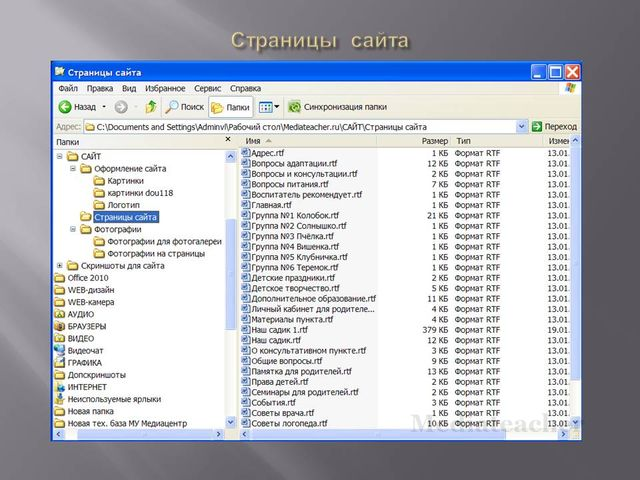 Страницы сайта
Страницы сайта
Файл Правка Вид Избранное Сервис Справка
Назад Поиск Папки Синхронизация папки
Адрес: C:\Documents and Settings\Adminvl\Рабочий стол\Mediateacher.ru\САЙТ\Страницы сайта Переход
Папки
САЙТ
Оформление сайта
Картинки
картинки dou118
Логотип
Страницы сайта
Фотографии
Фотографии для фотогалереи
Фотографии на страницы
Скриншоты для сайта
Office 2010
WEB-дизайн
WEB-камера
АУДИО
БРАУЗЕРЫ
ВИДЕО
Видеочат
ГРАФИКА
Допскриншоты
ИНТЕРНЕТ
Неиспользуемые ярлыки
Новая папка
Новая тех. база МУ Медиацентр
Имя Размер Тип Измен
Адрес.rtf 1 КБ Формат RTF 13.01.
Вопросы адаптации.rtf 12 КБ Формат RTF 13.01.
Вопросы и консультации.rtf 2 КБ Формат RTF 13.01.
Вопросы питания.rtf 7 КБ Формат RTF 13.01.
Воспитатель рекомендует.rtf 1 КБ Формат RTF 13.01.
Главная.rtf 1 КБ Формат RTF 13.01.
Группа №1 Колобок.rtf 21 КБ Формат RTF 13.01.
Группа №2 Солнышко.rtf 4 КБ Формат RTF 13.01.
Группа №3 Пчёлка.rtf 4 КБ Формат RTF 13.01.
Группа №4 Вишенка.rtf 4 КБ Формат RTF 13.01.
Группа №5 Клубничка.rtf 4 КБ Формат RTF 13.01.
Группа №6 Теремок.rtf 4 КБ Формат RTF 13.01.
Детские праздники.rtf 2 КБ Формат RTF 13.01.
Детское творчество.rtf 5 КБ Формат RTF 13.01.
Дополнительное образование.rtf 11 КБ Формат RTF 13.01.
Личный кабинет для родителе... 4 КБ Формат RTF 13.01.
Материалы пункта.rtf 4 КБ Формат RTF 13.01.
Наш садик 1.rtf 379 КБ Формат RTF 19.01.
Наш садик.rtf 12 КБ Формат RTF 13.01.
О консультативном пункте.rtf 3 КБ Формат RTF 13.01.
Общие вопросы.rtf 9 КБ Формат RTF 13.01.
Памятка для родителей.rtf 13 КБ Формат RTF 13.01.
Права детей.rtf 2 КБ Формат RTF 13.01.
Семинары для родителей.rtf 2 КБ Формат RTF 13.01.
События.rtf 3 КБ Формат RTF 13.01.
Советы врача.rtf 1 КБ Формат RTF 13.01.
Советы логопеда.rtf 10 КБ Формат RTF 13.01.
Mediateache